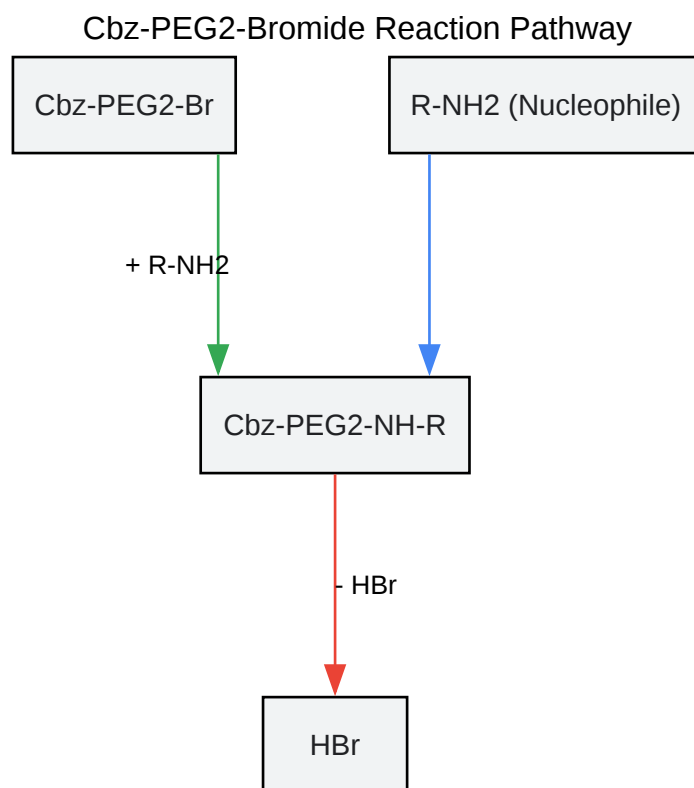 Cbz-PEG2-Bromide Reaction Pathway
Cbz-PEG2-Br
R-NH2 (Nucleophile)
+ R-NH2
Cbz-PEG2-NH-R
- HBr
HBr